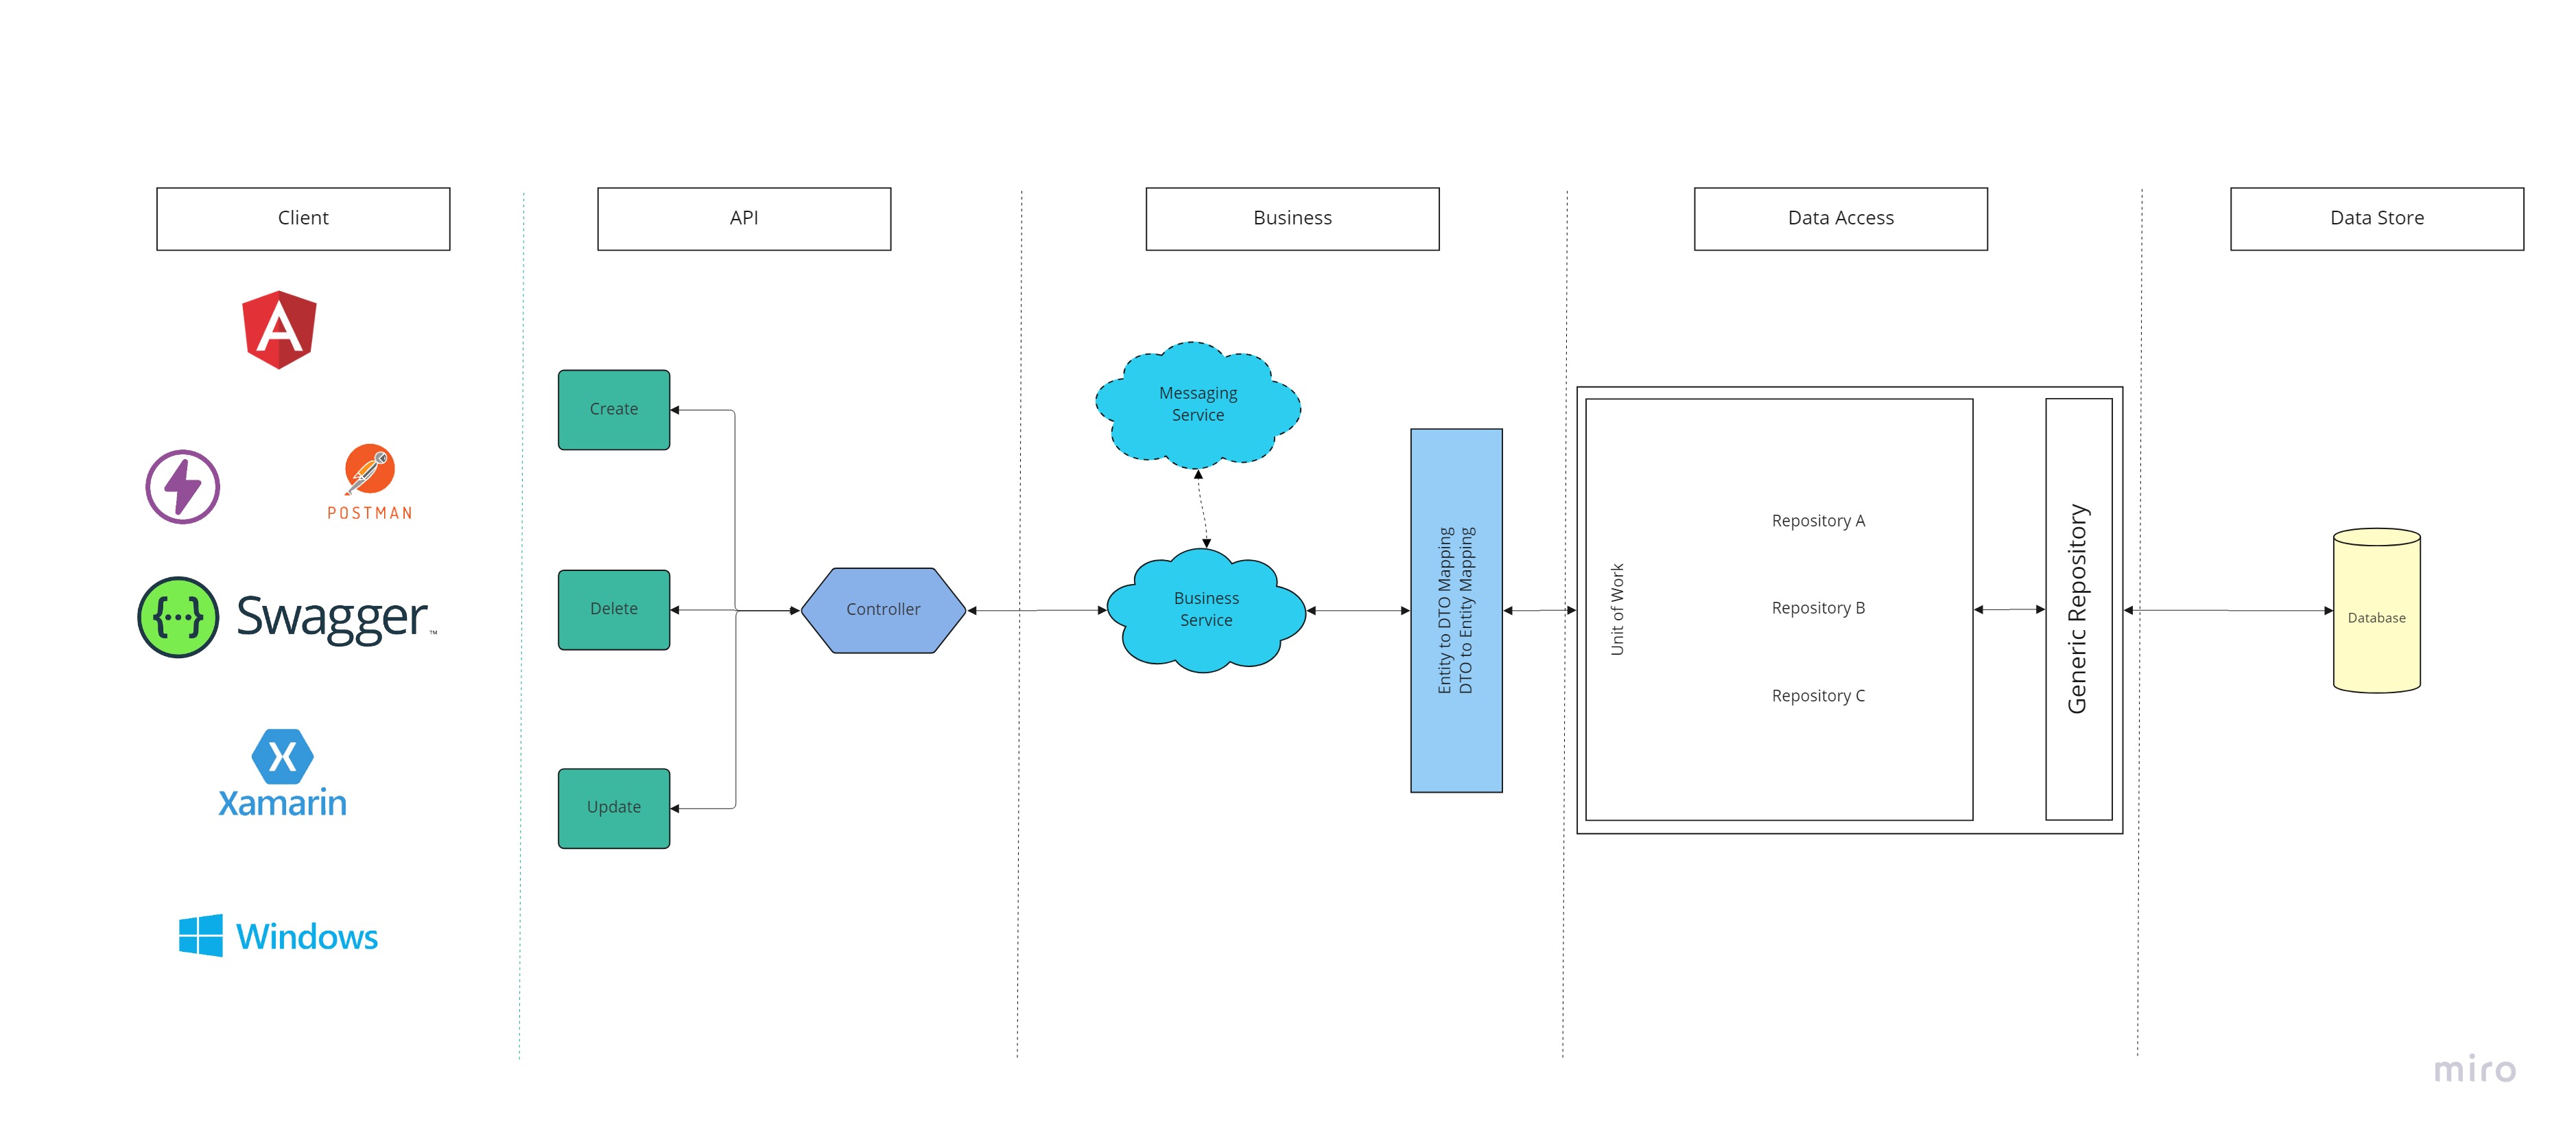 Client
API
Business
Data Access
Data Store
POSTMAN
Swagger™
Xamarin
Windows
Create
Delete
Update
Controller
Messaging
Service
Business
Service
Entity to DTO Mapping
DTO to Entity Mapping
Unit of Work
Repository A
Repository B
Repository C
Generic Repository
Database
miro